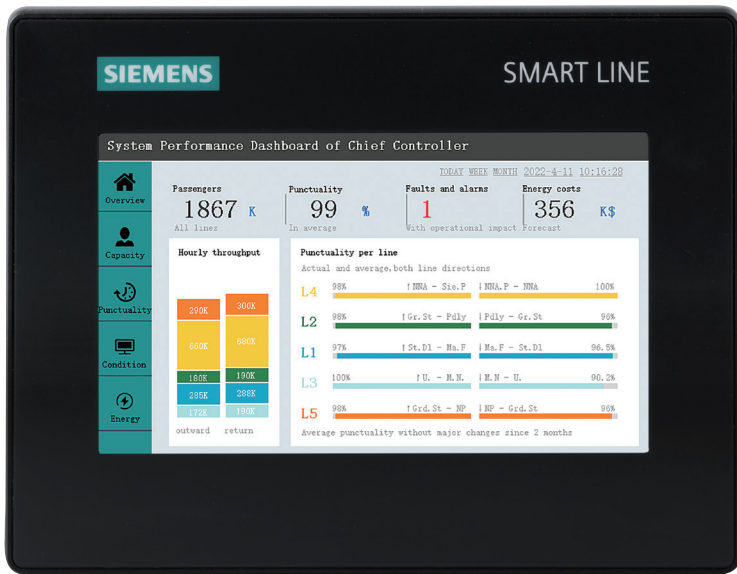 SIEMENS
SMART LINE
System Performance Dashboard of Chief Controller
TODAY WEEK MONTH 2022-4-11 10:16:28
Overview
Capacity
Punctuality
Condition
Energy
Passengers
1867 K
All lines
Punctuality
99 %
In average
Faults and alarms
1
With operational impact
Energy costs
356 K$
Forecast
Hourly throughput
290K 300K
660K 680K
180K 190K
285K 288K
172K 190K
outward return
Punctuality per line
Actual and average,both line directions
L4 98% ↑NNA - Sie.P ↓NNA.P - NNA 100%
L2 98% ↑Gr.St - Pdly ↓Pdly - Gr.St 96%
L1 97% ↑St.Dl - Ma.F ↓Ma.F - St.Dl 96.5%
L3 100% ↑U. - M.N. ↓M.N - U. 90.2%
L5 98% ↑Grd.St - NP ↓NP - Grd.St 96%
Average punctuality without major changes since 2 months